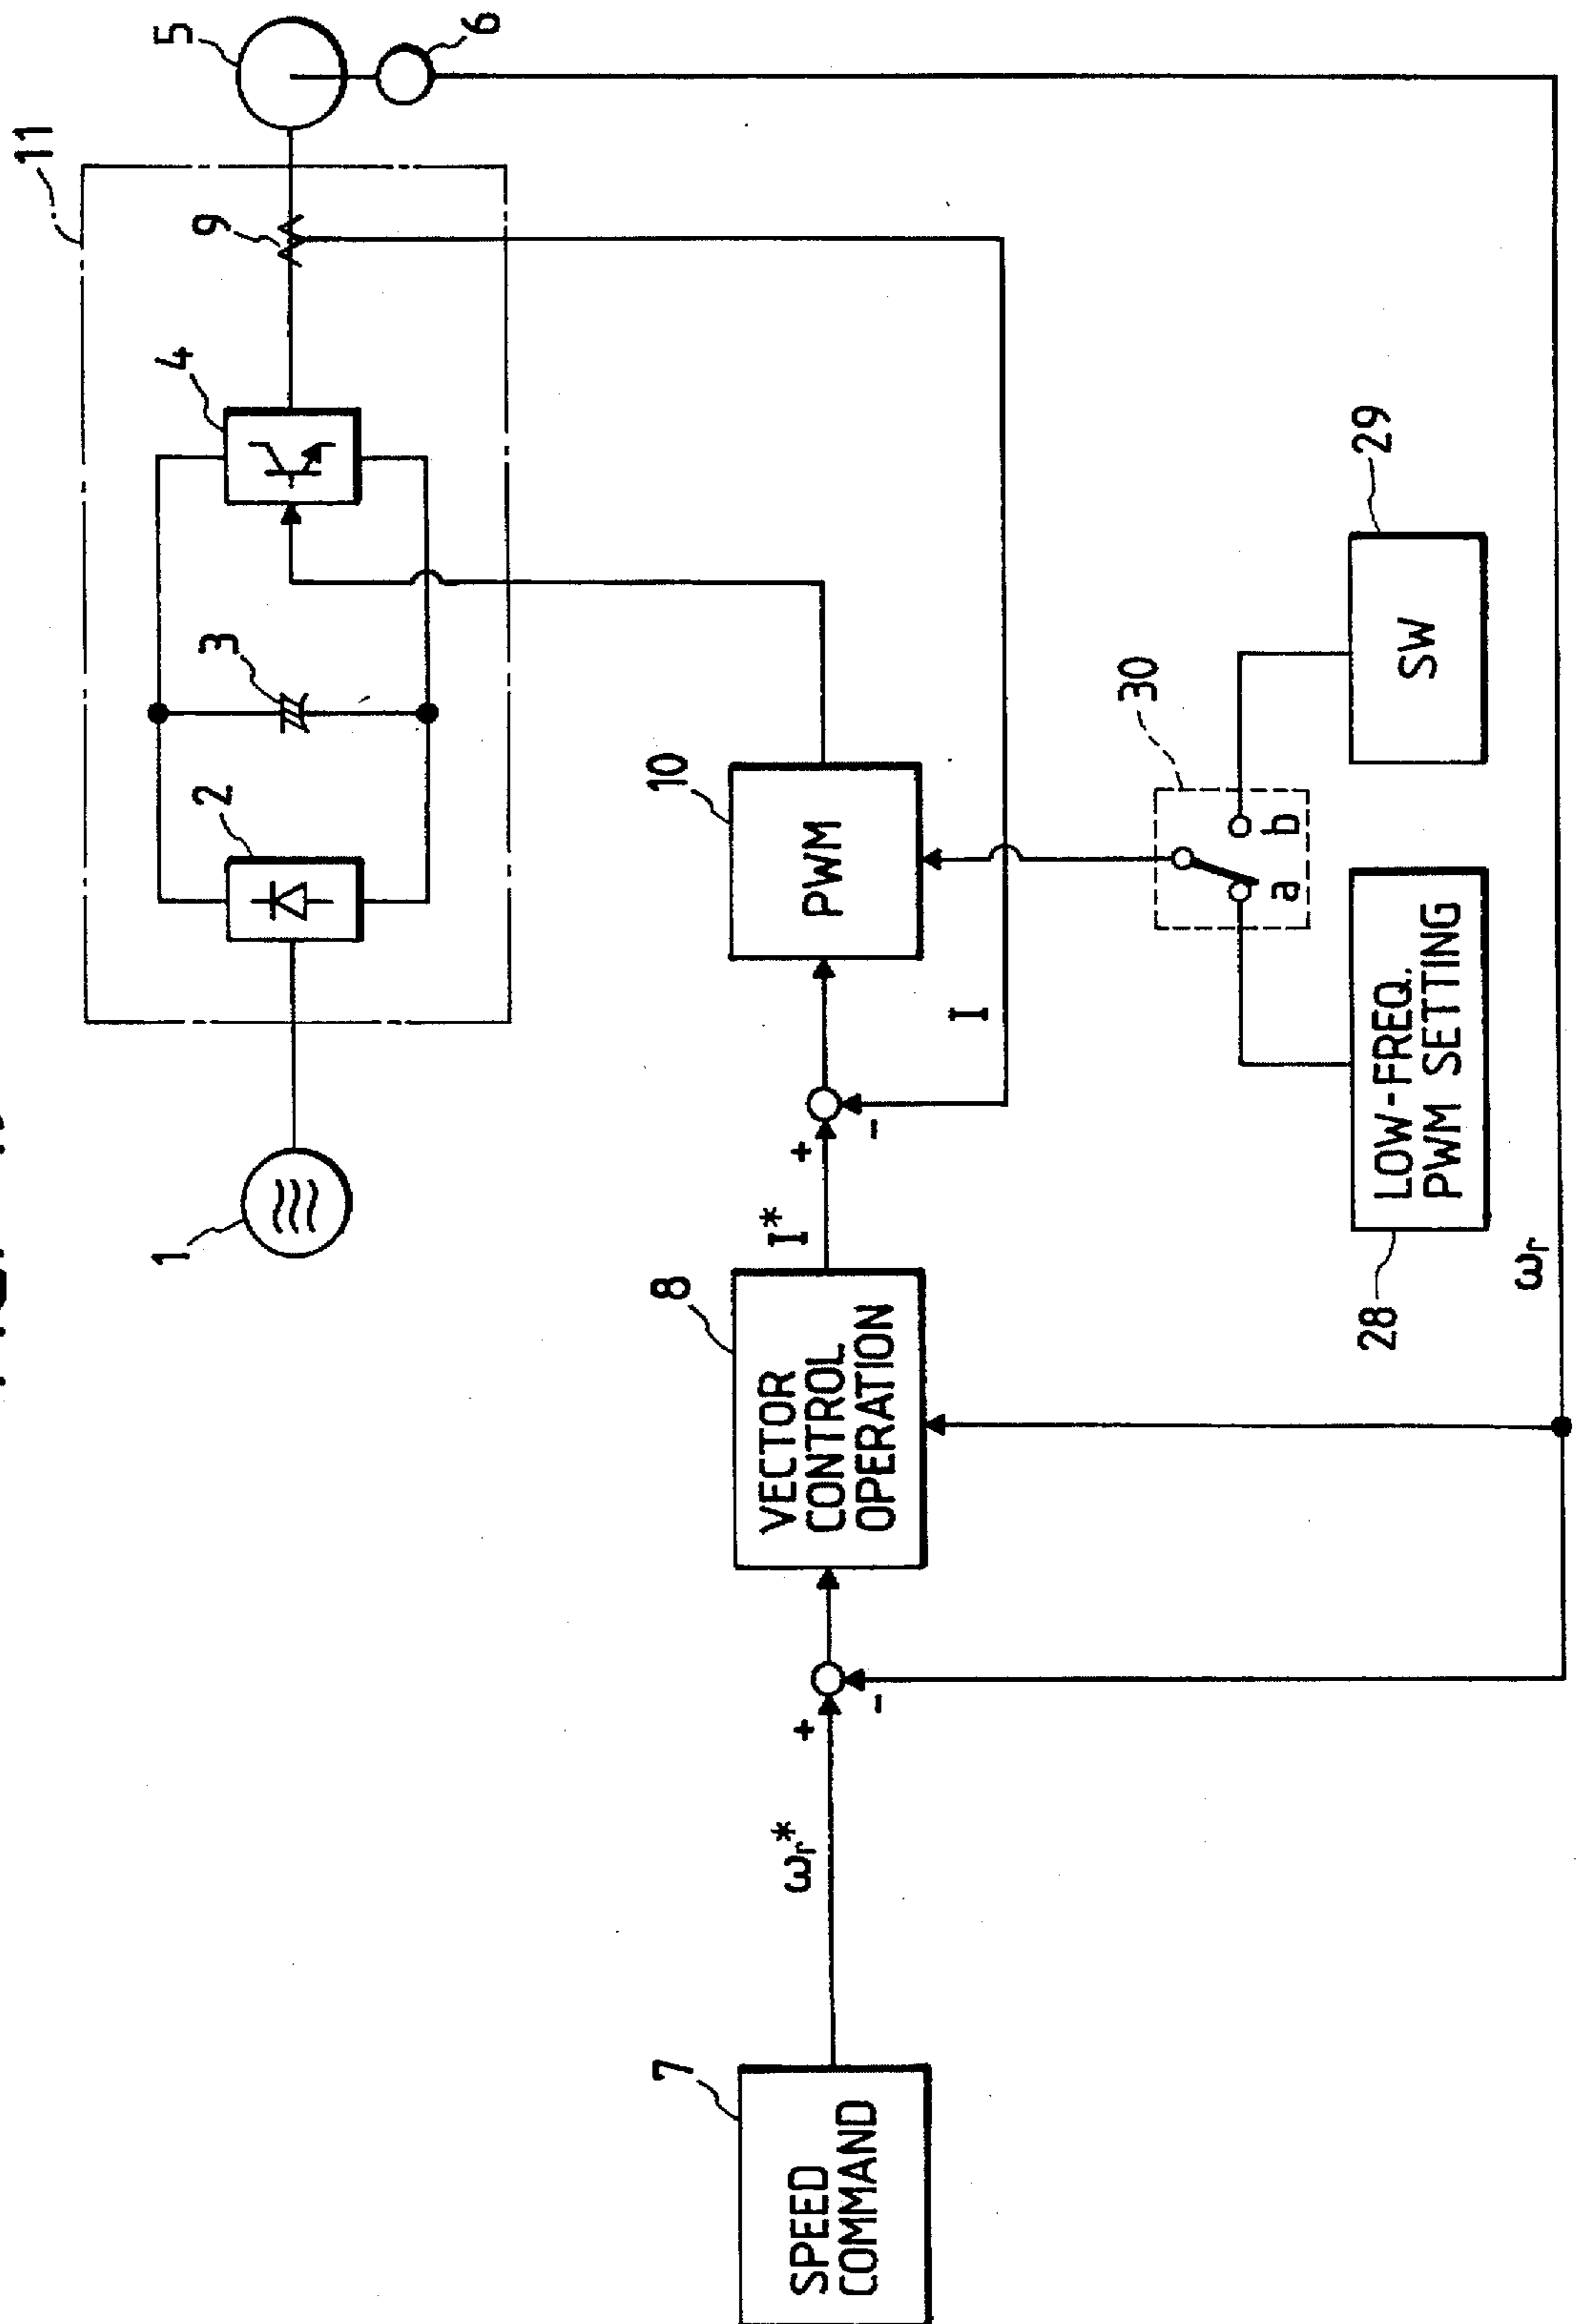 11
5
6
9
4
3
2
1
10
PWM
8
VECTOR
CONTROL
OPERATION
I*
+
-
I
7
SPEED
COMMAND
ωr*
+
-
30
a
b
29
SW
28
LOW-FREQ.
PWM SETTING
ωr